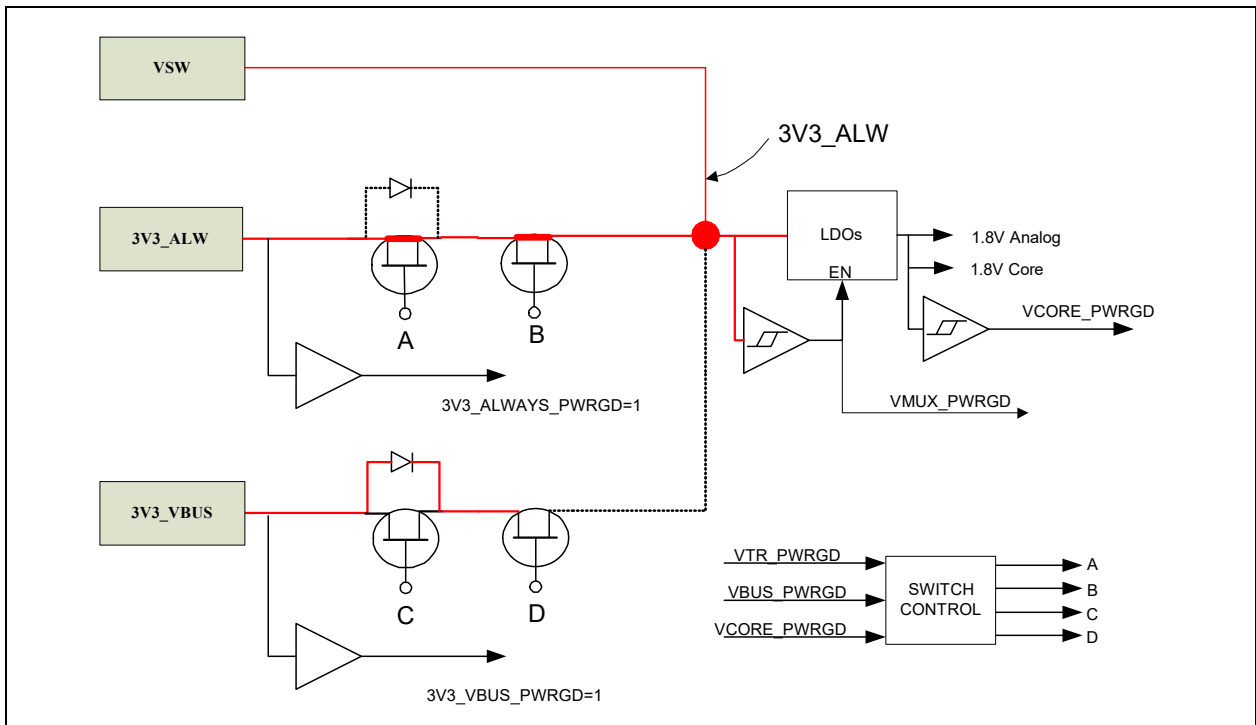 VSW
3V3_ALW
3V3_ALW
LDOs
EN
1.8V Analog
1.8V Core
VCORE_PWRGD
A
B
3V3_ALWAYS_PWRGD=1
VMUX_PWRGD
3V3_VBUS
C
D
3V3_VBUS_PWRGD=1
VTR_PWRGD
VBUS_PWRGD
VCORE_PWRGD
SWITCH
CONTROL
A
B
C
D